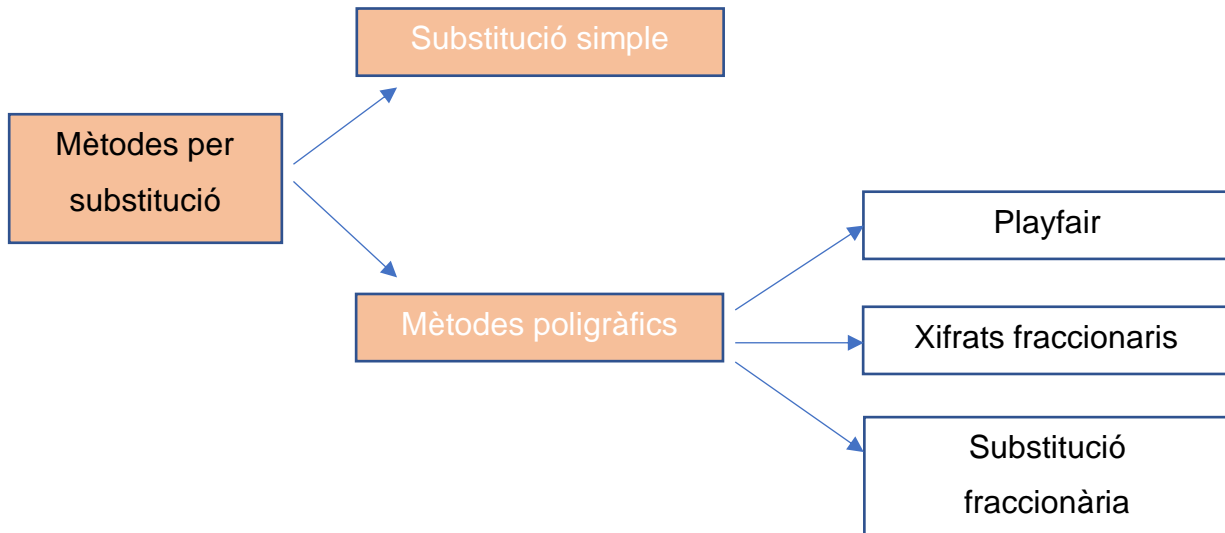 Substitució simple
Mètodes per
substitució
Playfair
Mètodes poligràfics
Xifrats fraccionaris
Substitució
fraccionària